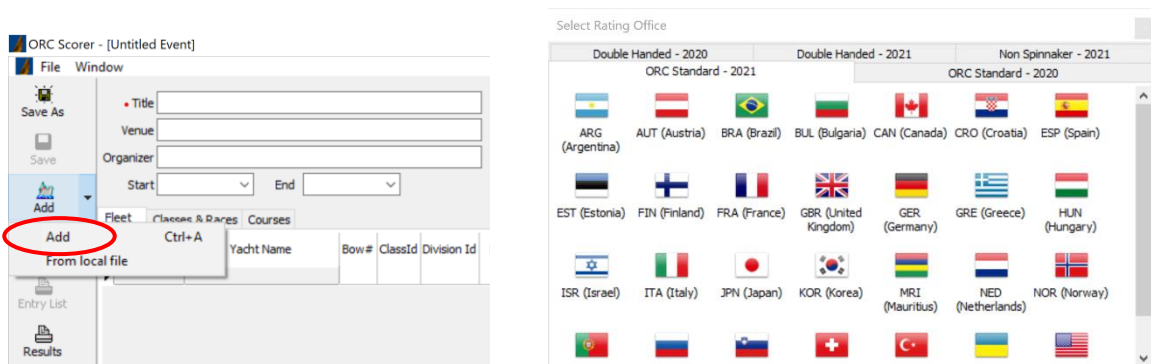 ORC Scorer - [Untitled Event]
File Window
Save As
Title
Venue
Save
Organizer
Start
End
Add
Fleet Classes & Races Courses
Add Ctrl+A
Yacht Name Bow# ClassId Division Id
From local file
Entry List
Results
Select Rating Office
Double Handed - 2020 Double Handed - 2021 Non Spinnaker - 2021
ORC Standard - 2021 ORC Standard - 2020
ARG (Argentina)
AUT (Austria)
BRA (Brazil)
BUL (Bulgaria)
CAN (Canada)
CRO (Croatia)
ESP (Spain)
EST (Estonia)
FIN (Finland)
FRA (France)
GBR (United Kingdom)
GER (Germany)
GRE (Greece)
HUN (Hungary)
ISR (Israel)
ITA (Italy)
JPN (Japan)
KOR (Korea)
MRI (Mauritius)
NED (Netherlands)
NOR (Norway)